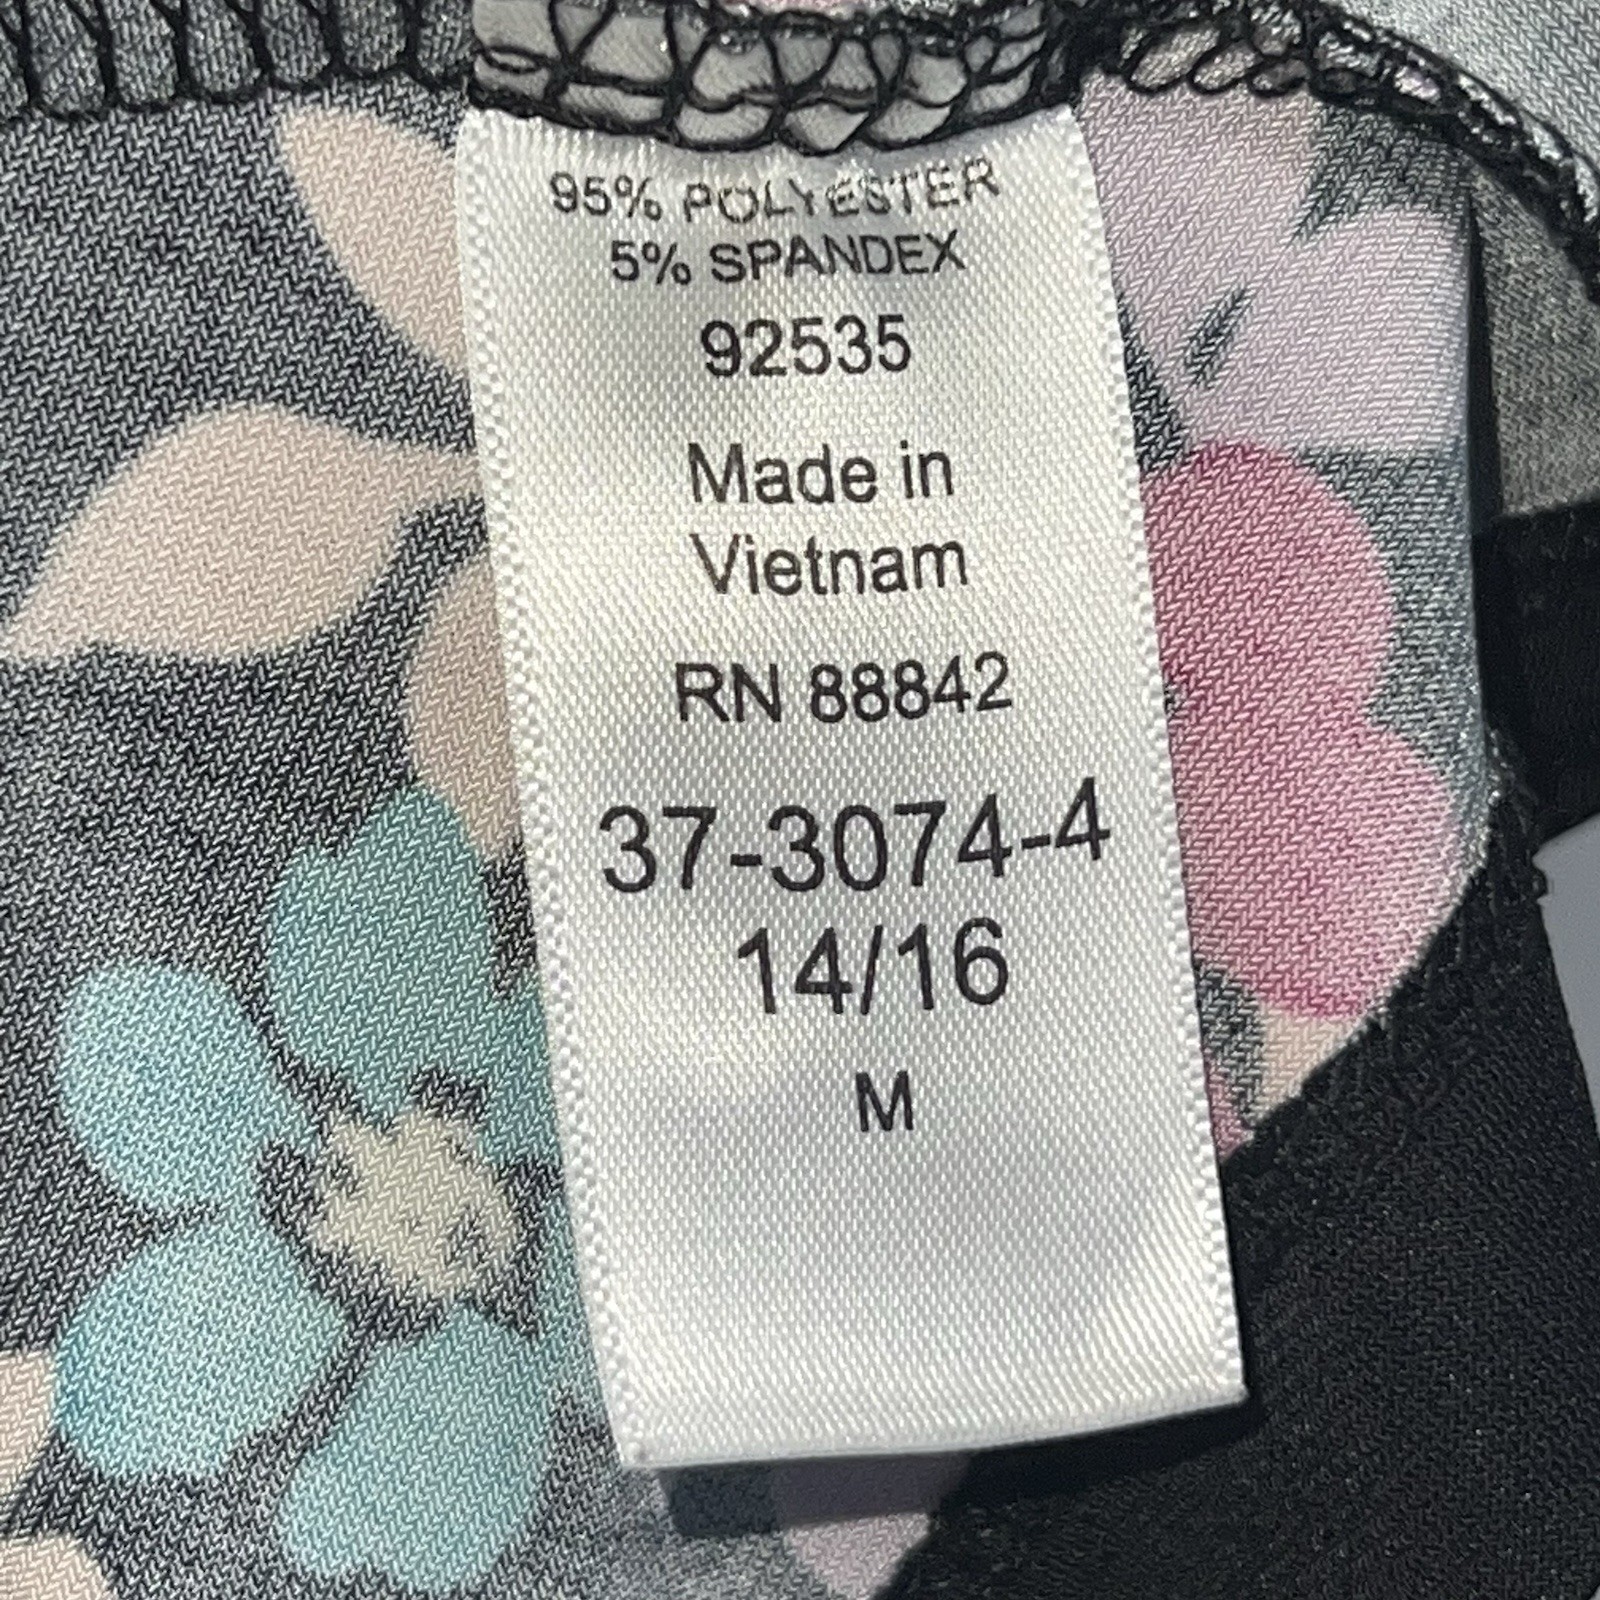 95% POLYESTER
5% SPANDEX
92535
Made in
Vietnam
RN 88842
37-3074-4
14/16
M